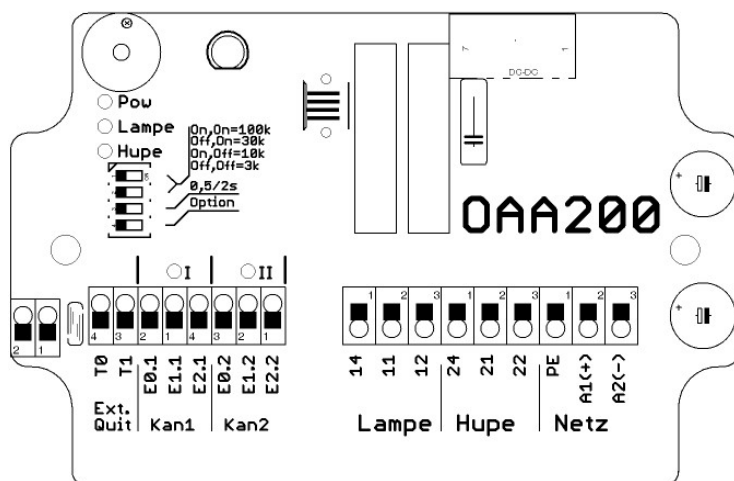 7
1
DC-DC
Pow
Lampe
Hupe
On,On=100k
Off,On=30k
On,Off=10k
Off,Off=3k
0,5/2s
Option
OAA200
I
II
2 1
4 3 2 1 4 3 2 1
1 2 3 1 2 3 1 2 3
T0 T1 E0.1 E1.1 E2.1 E0.2 E1.2 E2.2
14 11 12 24 21 22 PE A1(+) A2(-)
Ext.
Quit
Kan1
Kan2
Lampe
Hupe
Netz